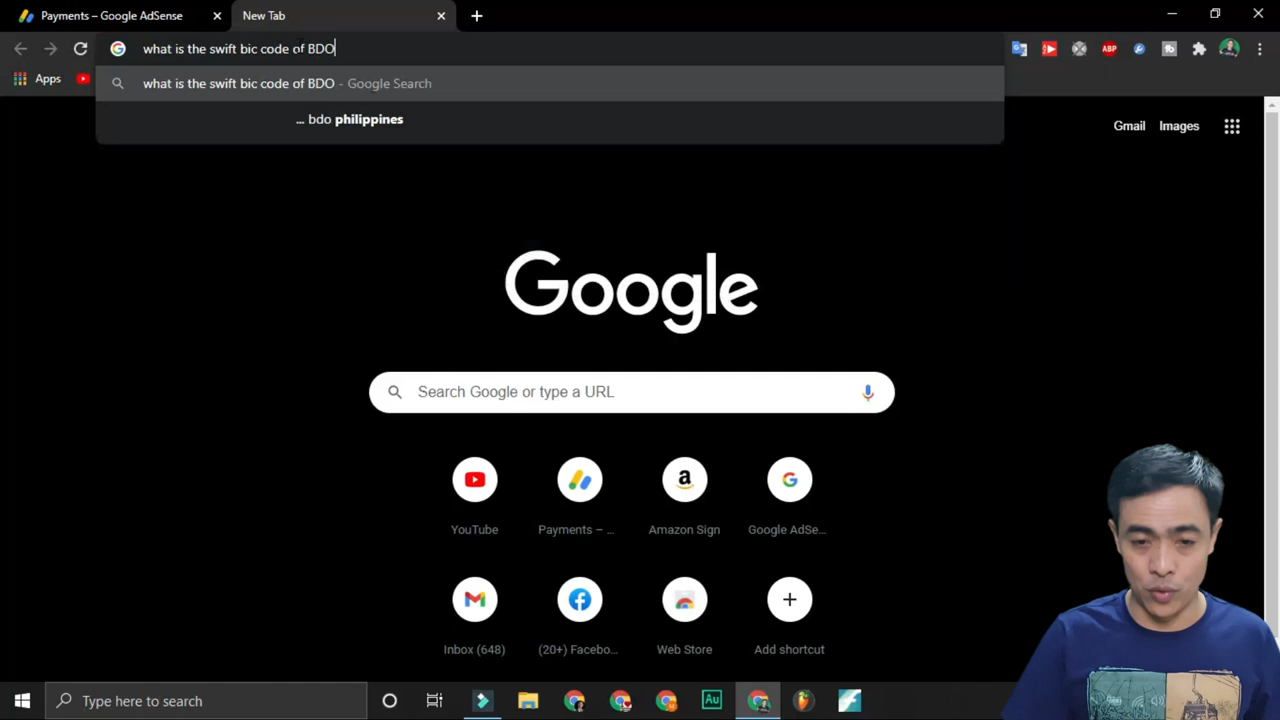 Payments – Google AdSense
New Tab
what is the swift bic code of BDO
Apps
ABP
what is the swift bic code of BDO - Google Search
... bdo philippines
Gmail
Images
Google
Search Google or type a URL
YouTube
Payments – ...
Amazon Sign
Google AdSe...
Inbox (648)
(20+) Facebo...
Web Store
Add shortcut
Type here to search
Au